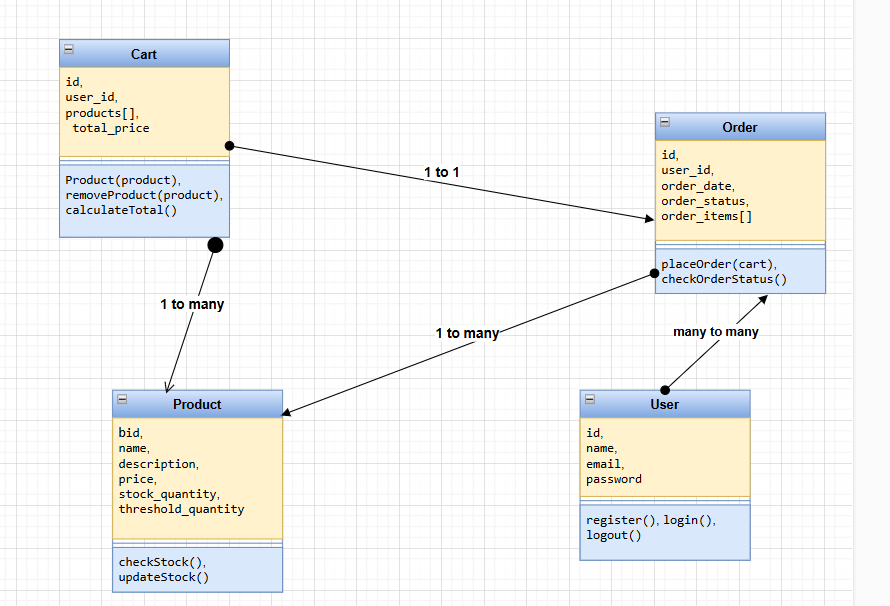 Cart
id,
user_id,
products[],
total_price
Product(product),
removeProduct(product),
calculateTotal()
1 to 1
Order
id,
user_id,
order_date,
order_status,
order_items[]
placeOrder(cart),
checkOrderStatus()
1 to many
1 to many
many to many
Product
bid,
name,
description,
price,
stock_quantity,
threshold_quantity
checkStock(),
updateStock()
User
id,
name,
email,
password
register(), login(),
logout()